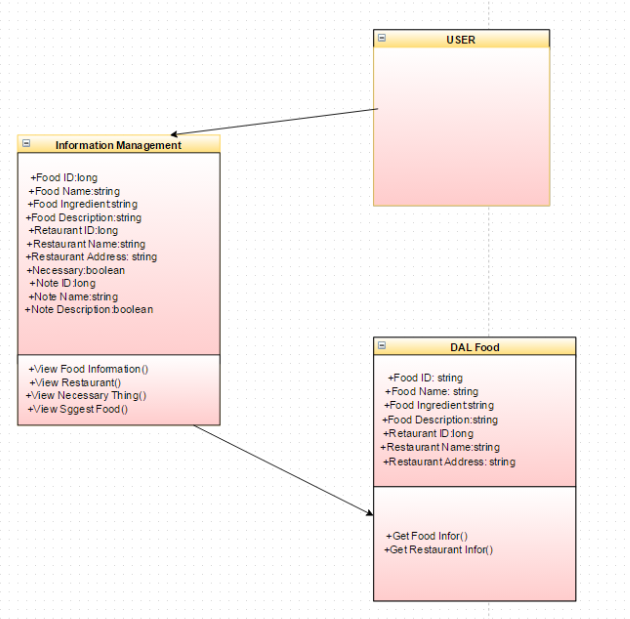 USER
Information Management
+Food ID:long
+Food Name:string
+Food Ingredient:string
+Food Description:string
+Retaurant ID:long
+Restaurant Name:string
+Restaurant Address: string
+Necessary:boolean
+Note ID:long
+Note Name:string
+Note Description:boolean
+View Food Information()
+View Restaurant()
+View Necessary Thing()
+View Sggest Food()
DAL Food
+Food ID: string
+Food Name: string
+Food Ingredient:string
+Food Description:string
+Retaurant ID:long
+Restaurant Name:string
+Restaurant Address: string
+Get Food Infor()
+Get Restaurant Infor()